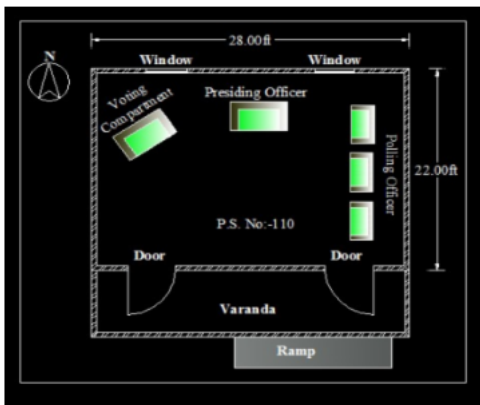 N
28.00ft
Window
Window
Voting
Compartment
Presiding Officer
Polling Officer
22.00ft
P.S. No:-110
Door
Door
Varanda
Ramp